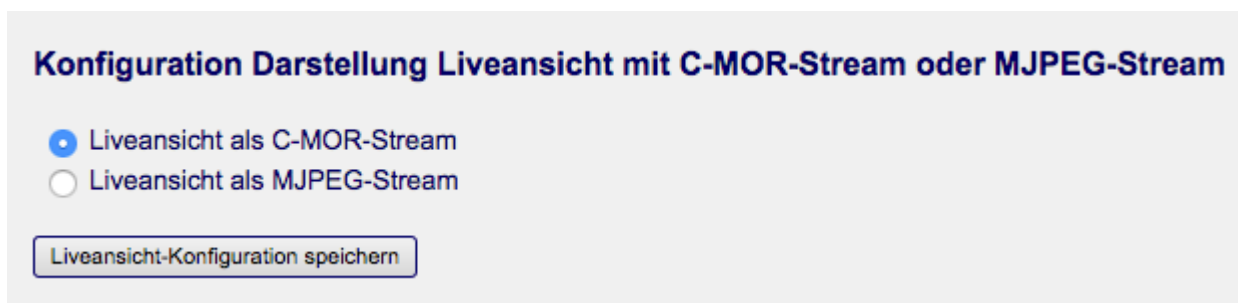 Konfiguration Darstellung Liveansicht mit C-MOR-Stream oder MJPEG-Stream
Liveansicht als C-MOR-Stream
Liveansicht als MJPEG-Stream
Liveansicht-Konfiguration speichern